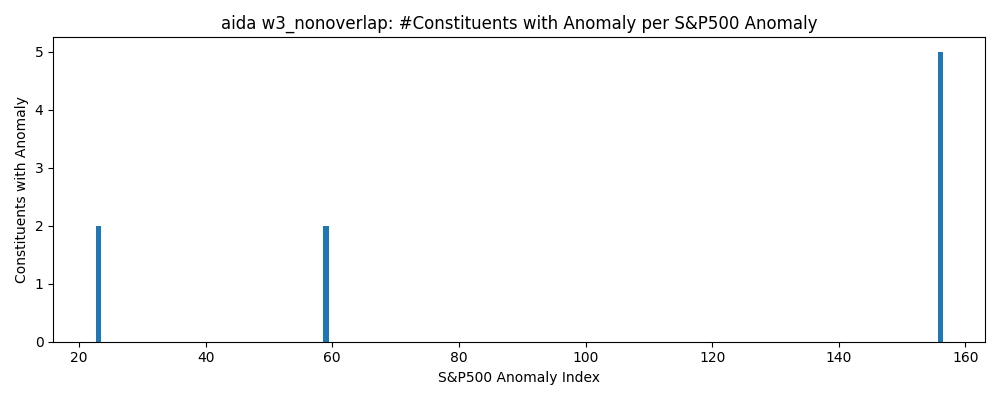 aida w3_nonoverlap: #Constituents with Anomaly per S&P500 Anomaly
Constituents with Anomaly
5
4
3
2
1
0
20 40 60 80 100 120 140 160
S&P500 Anomaly Index